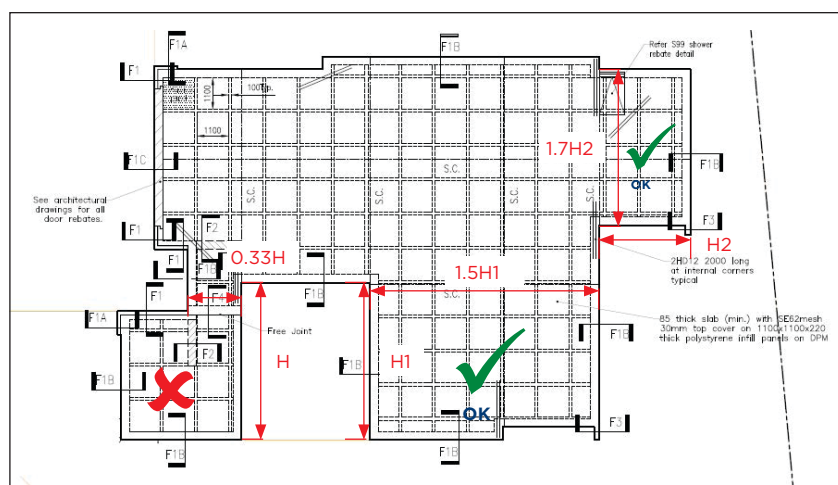 F1A
F1B
Refer S99 shower
rebate detail
F1
100typ.
1100
1100
1.7H2
OK
F1C
S.C.
S.C.
S.C.
S.C.
S.C.
F1B
See architectural
drawings for all
door rebates.
F1
F2
F3
0.33H
H2
F1
F1B
F1B
2HD12 2000 long
at internal corners
typical
1.5H1
S.C.
F1
F4
F1A
Free Joint
85 thick slab (min.) with SE62mesh
30mm top cover on 1100x1100x220
thick polystyrene infill panels on DPM
F1B
F2
H
H1
F1B
F1B
OK
F3
F1B
F1B